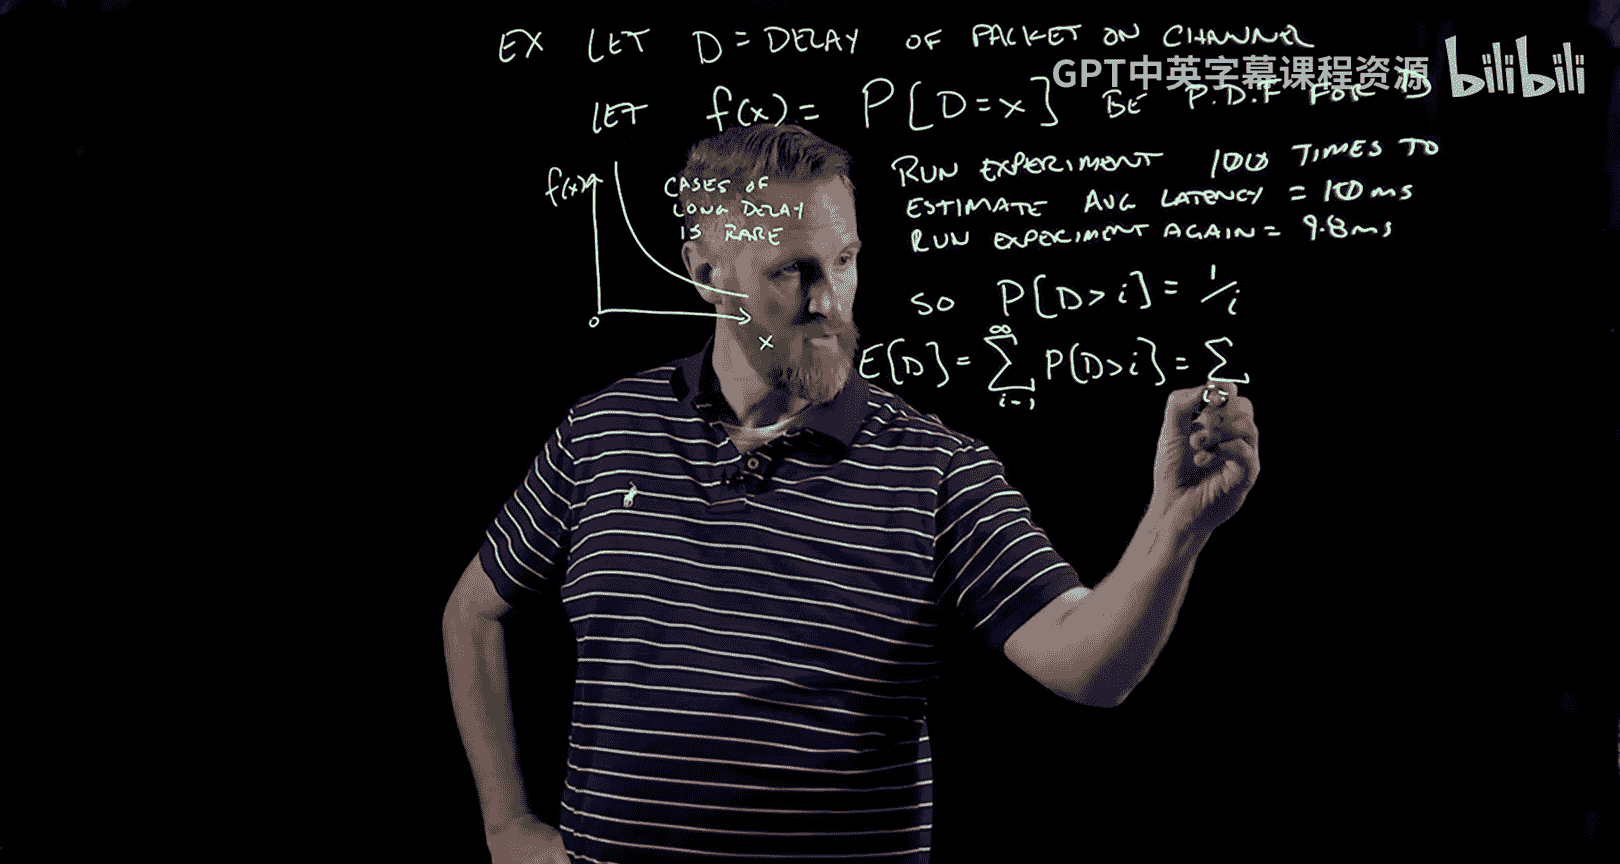 EX LET D = DELAY OF PACKET ON CHANNEL
GPT中英字幕课程资源 bilibili
LET f(x) = P[D=x] BE P.D.F FOR D
f(x)
CASES OF
LONG DELAY
IS RARE
0
x
RUN EXPERIMENT 100 TIMES TO
ESTIMATE AVG LATENCY = 10ms
RUN EXPERIMENT AGAIN = 9.8ms
SO P[D>i] = 1/i
E[D] = ∞∑i=1 P[D>i] = ∑i=